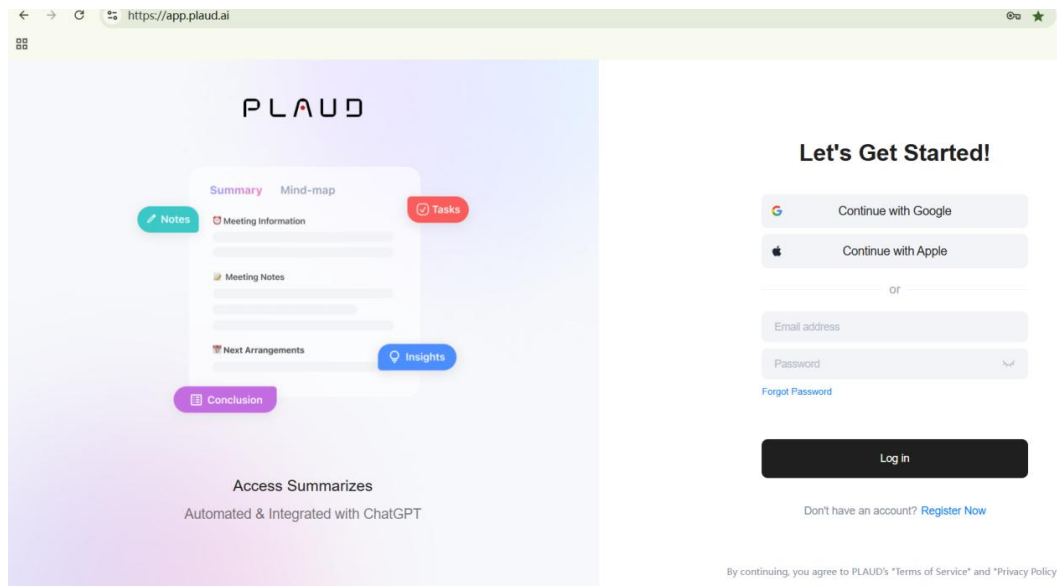 https://app.plaud.ai
PLAUD
Summary Mind-map
Notes
Tasks
Meeting Information
Meeting Notes
Next Arrangements
Insights
Conclusion
Access Summarizes
Automated & Integrated with ChatGPT
Let's Get Started!
Continue with Google
Continue with Apple
or
Email address
Password
Forgot Password
Log in
Don't have an account? Register Now
By continuing, you agree to PLAUD's "Terms of Service" and "Privacy Policy